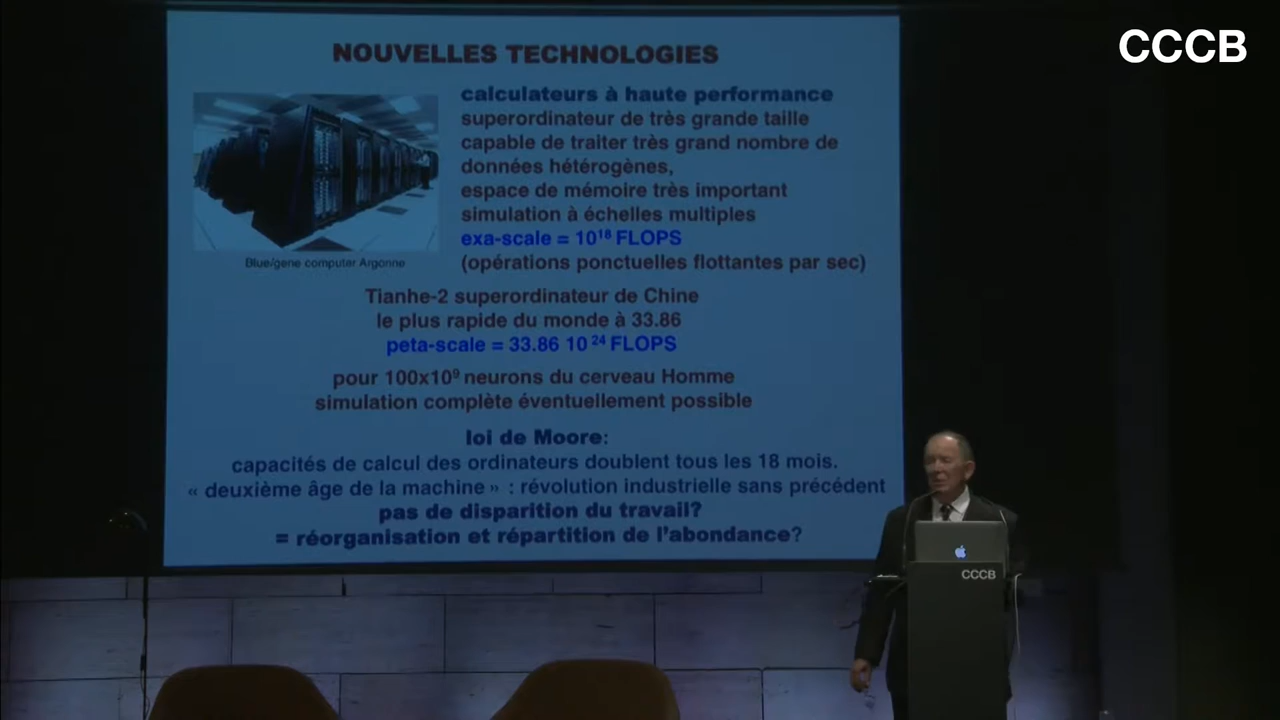 CCCB
NOUVELLES TECHNOLOGIES
calculateurs à haute performance
superordinateur de très grande taille
capable de traiter très grand nombre de
données hétérogènes,
espace de mémoire très important
simulation à échelles multiples
exa-scale = 10¹⁸ FLOPS
(opérations ponctuelles flottantes par sec)
Blue/gene computer Argonne
Tianhe-2 superordinateur de Chine
le plus rapide du monde à 33.86
peta-scale = 33.86 10 ²⁴ FLOPS
pour 100x10⁹ neurons du cerveau Homme
simulation complète éventuellement possible
loi de Moore:
capacités de calcul des ordinateurs doublent tous les 18 mois.
« deuxième âge de la machine » : révolution industrielle sans précédent
pas de disparition du travail?
= réorganisation et répartition de l'abondance?
CCCB